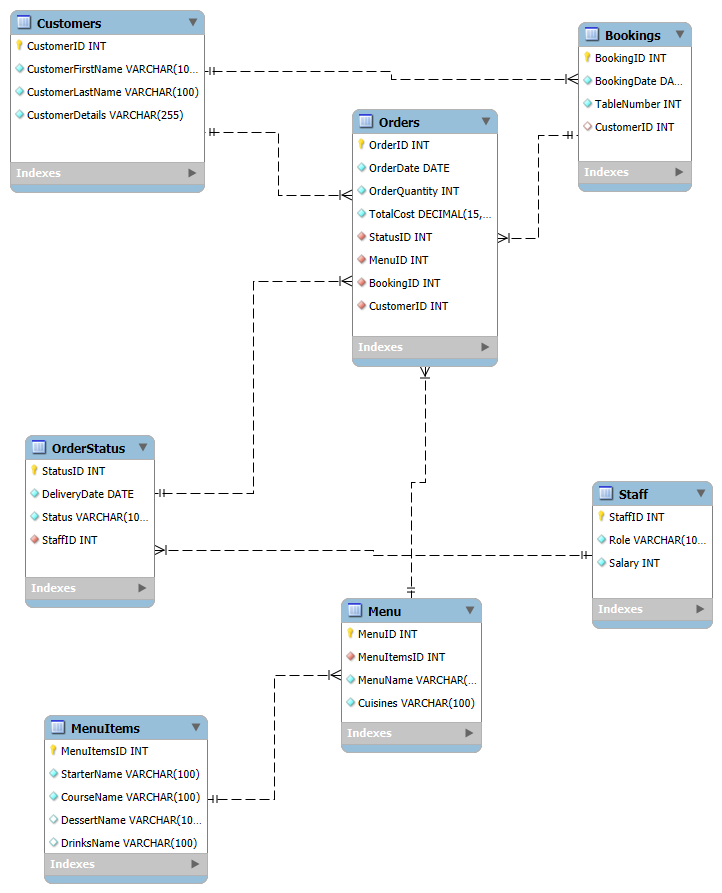 Customers
CustomerID INT
CustomerFirstName VARCHAR(10...
CustomerLastName VARCHAR(100)
CustomerDetails VARCHAR(255)
Indexes
Bookings
BookingID INT
BookingDate DA...
TableNumber INT
CustomerID INT
Indexes
Orders
OrderID INT
OrderDate DATE
OrderQuantity INT
TotalCost DECIMAL(15,...
StatusID INT
MenuID INT
BookingID INT
CustomerID INT
Indexes
OrderStatus
StatusID INT
DeliveryDate DATE
Status VARCHAR(10...
StaffID INT
Indexes
Staff
StaffID INT
Role VARCHAR(10...
Salary INT
Indexes
Menu
MenuID INT
MenuItemsID INT
MenuName VARCHAR(...
Cuisines VARCHAR(100)
Indexes
MenuItems
MenuItemsID INT
StarterName VARCHAR(100)
CourseName VARCHAR(100)
DessertName VARCHAR(10...
DrinksName VARCHAR(100)
Indexes